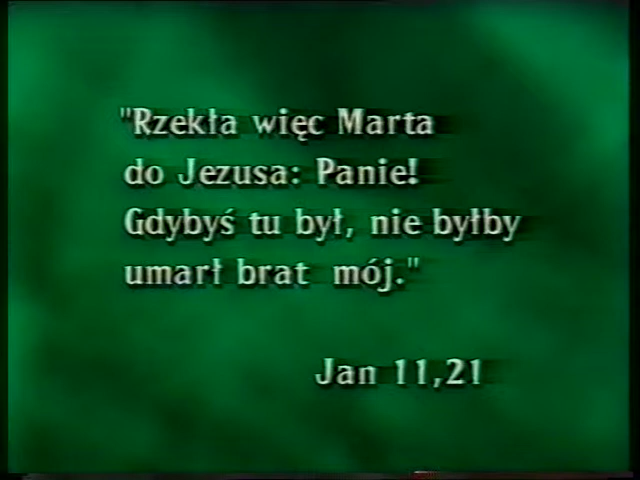 "Rzekła więc Marta
do Jezusa: Panie!
Gdybyś tu był, nie byłby
umarł brat mój."
Jan 11,21